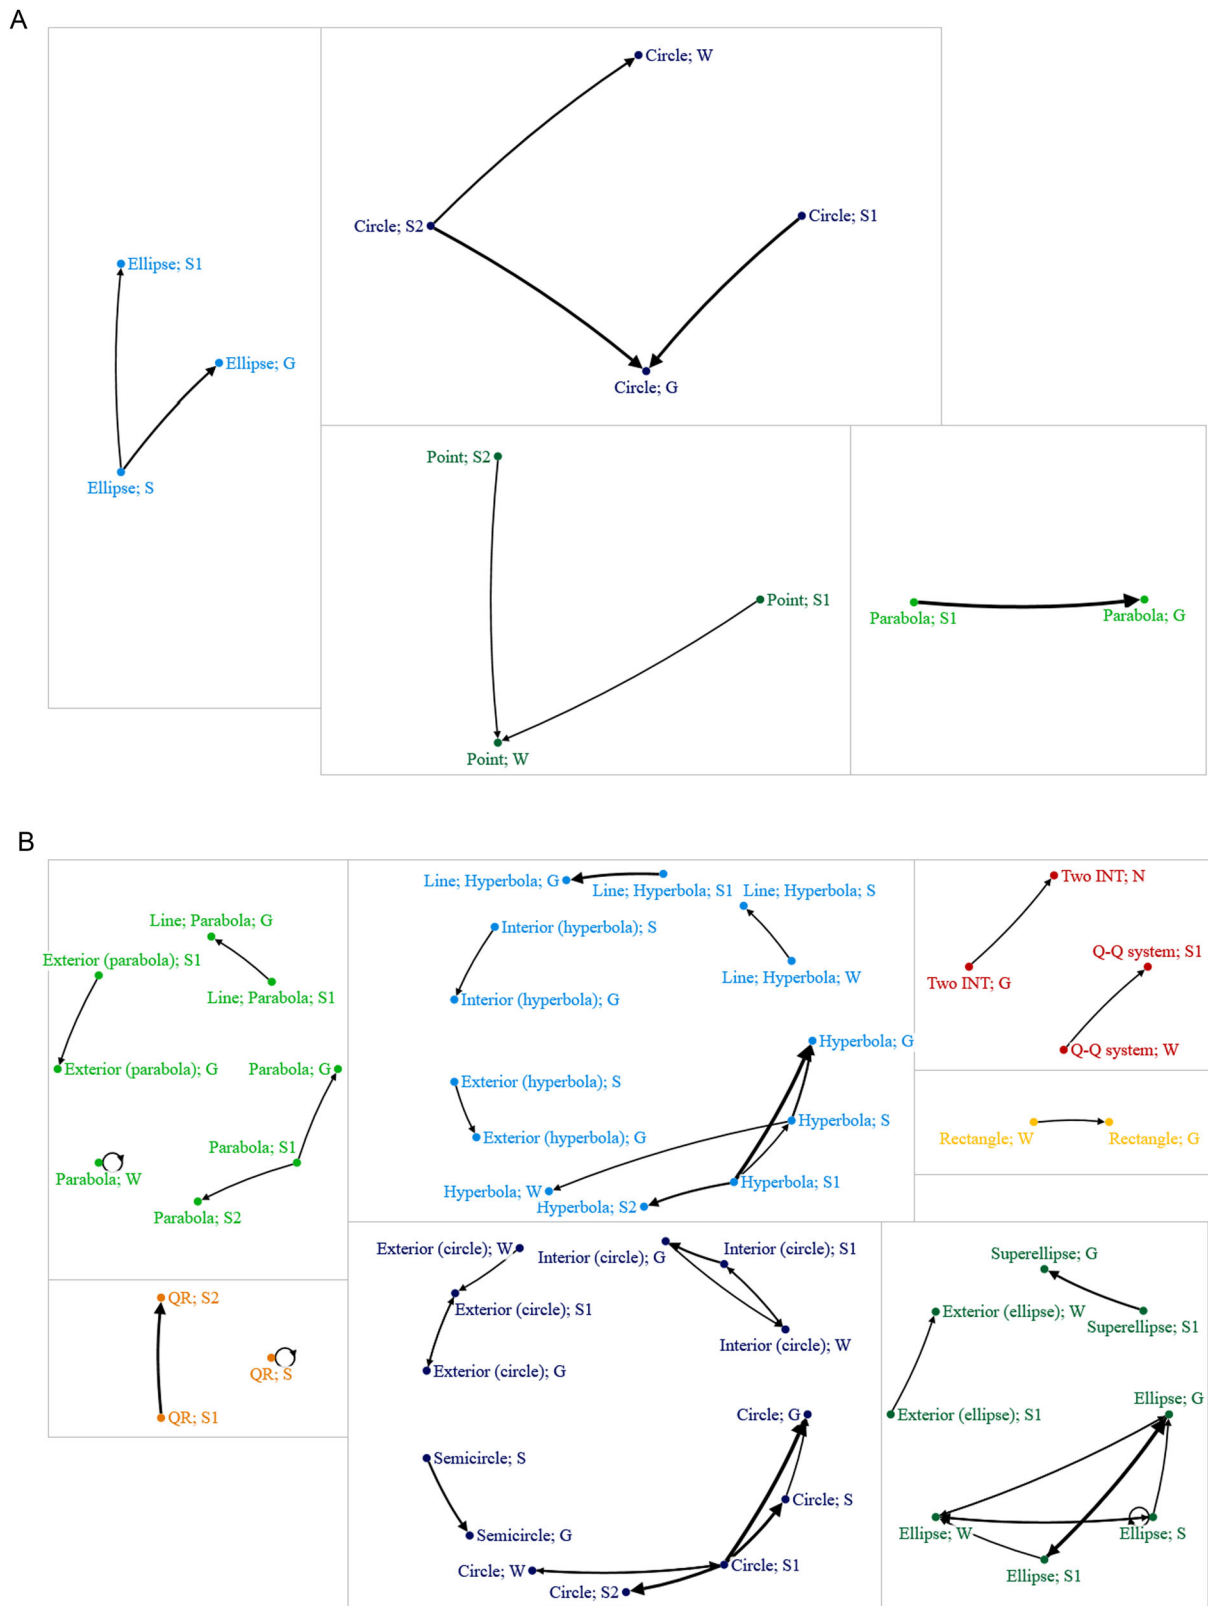 A
Circle; W
Circle; S2
Circle; S1
Ellipse; S1
Ellipse; G
Circle; G
Ellipse; S
Point; S2
Point; S1
Parabola; S1
Parabola; G
Point; W
B
Line; Parabola; G
Exterior (parabola); S1
Line; Parabola; S1
Exterior (parabola); G
Parabola; G
Parabola; S1
Parabola; W
Parabola; S2
Line; Hyperbola; G
Line; Hyperbola; S1
Line; Hyperbola; S
Interior (hyperbola); S
Line; Hyperbola; W
Interior (hyperbola); G
Hyperbola; G
Exterior (hyperbola); S
Hyperbola; S
Exterior (hyperbola); G
Hyperbola; W
Hyperbola; S1
Hyperbola; S2
Two INT; N
Q-Q system; S1
Two INT; G
Q-Q system; W
Rectangle; W
Rectangle; G
QR; S2
QR; S
QR; S1
Exterior (circle); W
Interior (circle); G
Interior (circle); S1
Exterior (circle); S1
Interior (circle); W
Exterior (circle); G
Circle; G
Semicircle; S
Circle; S
Semicircle; G
Circle; W
Circle; S1
Circle; S2
Superellipse; G
Exterior (ellipse); W
Superellipse; S1
Ellipse; G
Exterior (ellipse); S1
Ellipse; W
Ellipse; S
Ellipse; S1